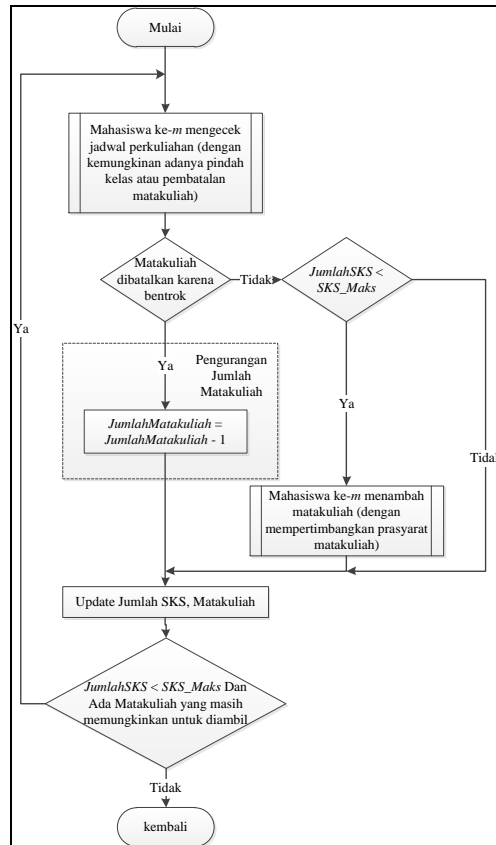 Mulai
Mahasiswa ke-m mengecek
jadwal perkuliahan (dengan
kemungkinan adanya pindah
kelas atau pembatalan
matakuliah)
Matakuliah
dibatalkan karena
bentrok
Tidak
JumlahSKS <
SKS_Maks
Ya
Ya
Pengurangan
Jumlah
Matakuliah
Ya
JumlahMatakuliah =
JumlahMatakuliah - 1
Tidak
Mahasiswa ke-m menambah
matakuliah (dengan
mempertimbangkan prasyarat
matakuliah)
Update Jumlah SKS, Matakuliah
JumlahSKS < SKS_Maks Dan
Ada Matakuliah yang masih
memungkinkan untuk diambil
Tidak
kembali